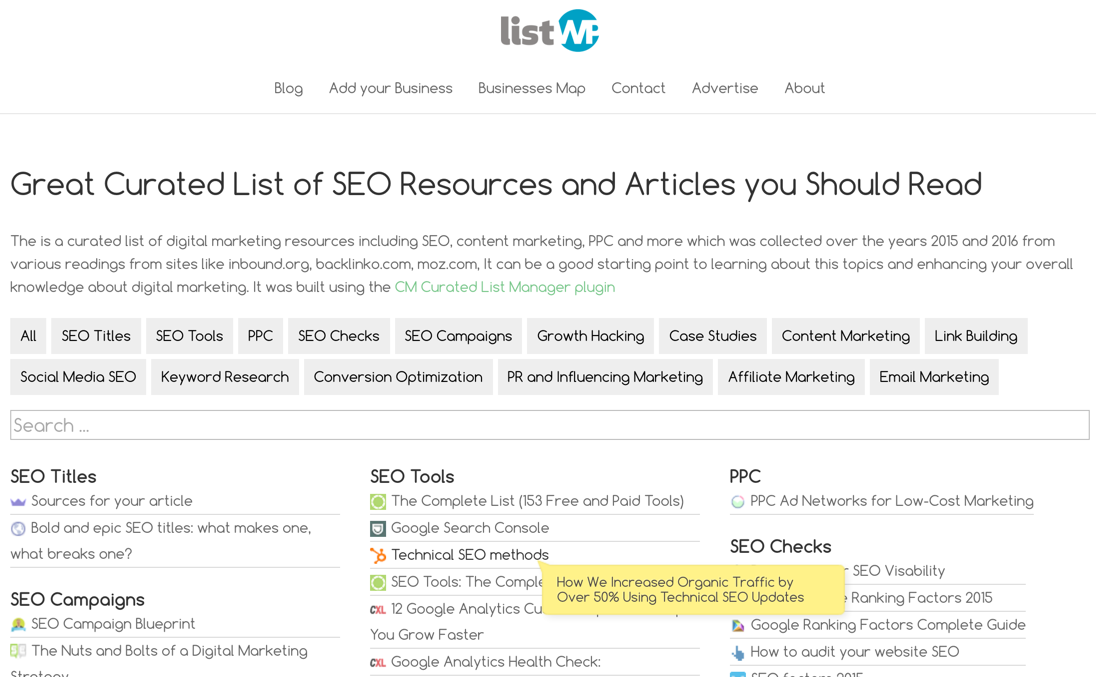 list WP
Blog Add your Business Businesses Map Contact Advertise About
Great Curated List of SEO Resources and Articles you Should Read
The is a curated list of digital marketing resources including SEO, content marketing, PPC and more which was collected over the years 2015 and 2016 from
various readings from sites like inbound.org, backlinko.com, moz.com, It can be a good starting point to learning about this topics and enhancing your overall
knowledge about digital marketing. It was built using the CM Curated List Manager plugin
All SEO Titles SEO Tools PPC SEO Checks SEO Campaigns Growth Hacking Case Studies Content Marketing Link Building
Social Media SEO Keyword Research Conversion Optimization PR and Influencing Marketing Affiliate Marketing Email Marketing
Search ...
SEO Titles
Sources for your article
Bold and epic SEO titles: what makes one,
what breaks one?
SEO Campaigns
SEO Campaign Blueprint
The Nuts and Bolts of a Digital Marketing
Strategy
SEO Tools
The Complete List (153 Free and Paid Tools)
Google Search Console
Technical SEO methods
SEO Tools: The Comple
CXL 12 Google Analytics Cu
You Grow Faster
CXL Google Analytics Health Check:
How We Increased Organic Traffic by
Over 50% Using Technical SEO Updates
PPC
PPC Ad Networks for Low-Cost Marketing
SEO Checks
r SEO Visability
e Ranking Factors 2015
Google Ranking Factors Complete Guide
How to audit your website SEO
SEO factors 2015